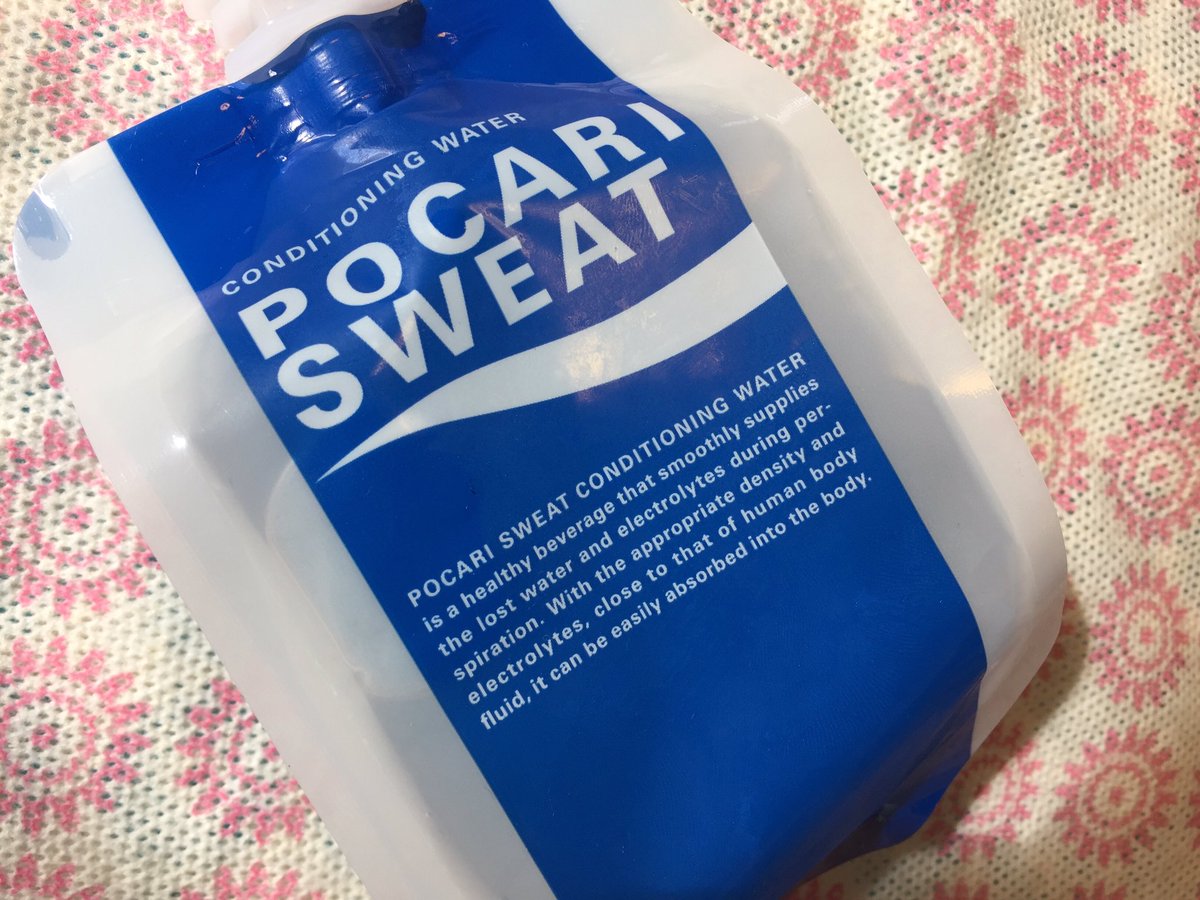 CONDITIONING WATER
POCARI
SWEAT
POCARI SWEAT CONDITIONING WATER
is a healthy beverage that smoothly supplies
the lost water and electrolytes during per-
spiration. With the appropriate density and
electrolytes, close to that of human body
fluid, it can be easily absorbed into the body.